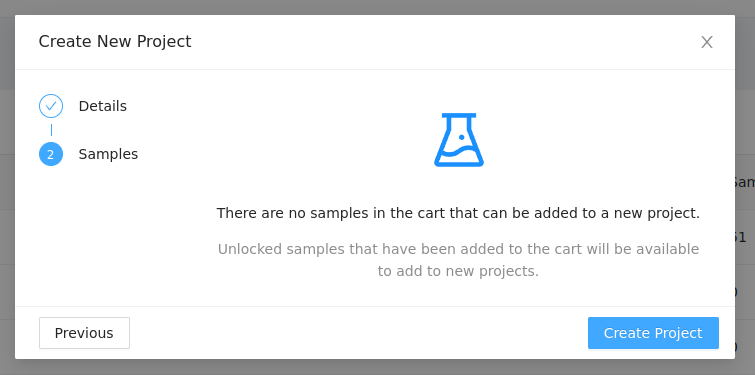 Create New Project
Details
2 Samples
There are no samples in the cart that can be added to a new project.
Unlocked samples that have been added to the cart will be available
to add to new projects.
Previous
Create Project